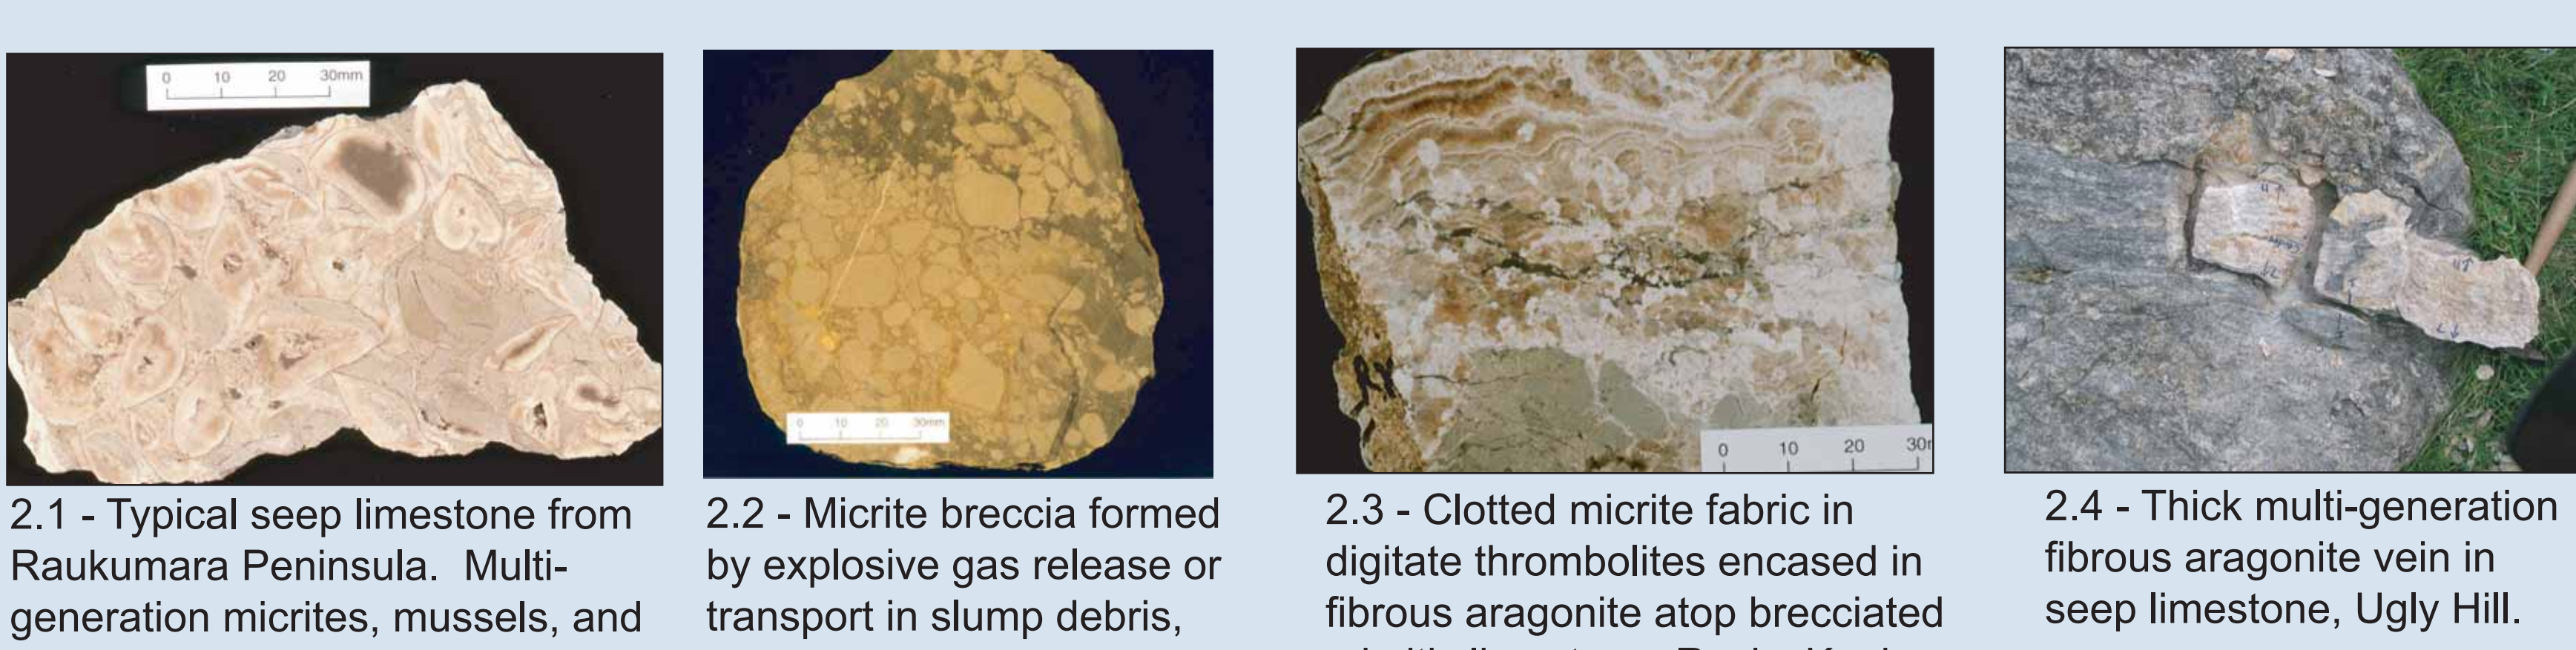 0 10 20 30mm
2.1 - Typical seep limestone from
Raukumara Peninsula. Multi-
generation micrites, mussels, and
0 10 20 30mm
2.2 - Micrite breccia formed
by explosive gas release or
transport in slump debris,
0 10 20 30
2.3 - Clotted micrite fabric in
digitate thrombolites encased in
fibrous aragonite atop brecciated
2.4 - Thick multi-generation
fibrous aragonite vein in
seep limestone, Ugly Hill.